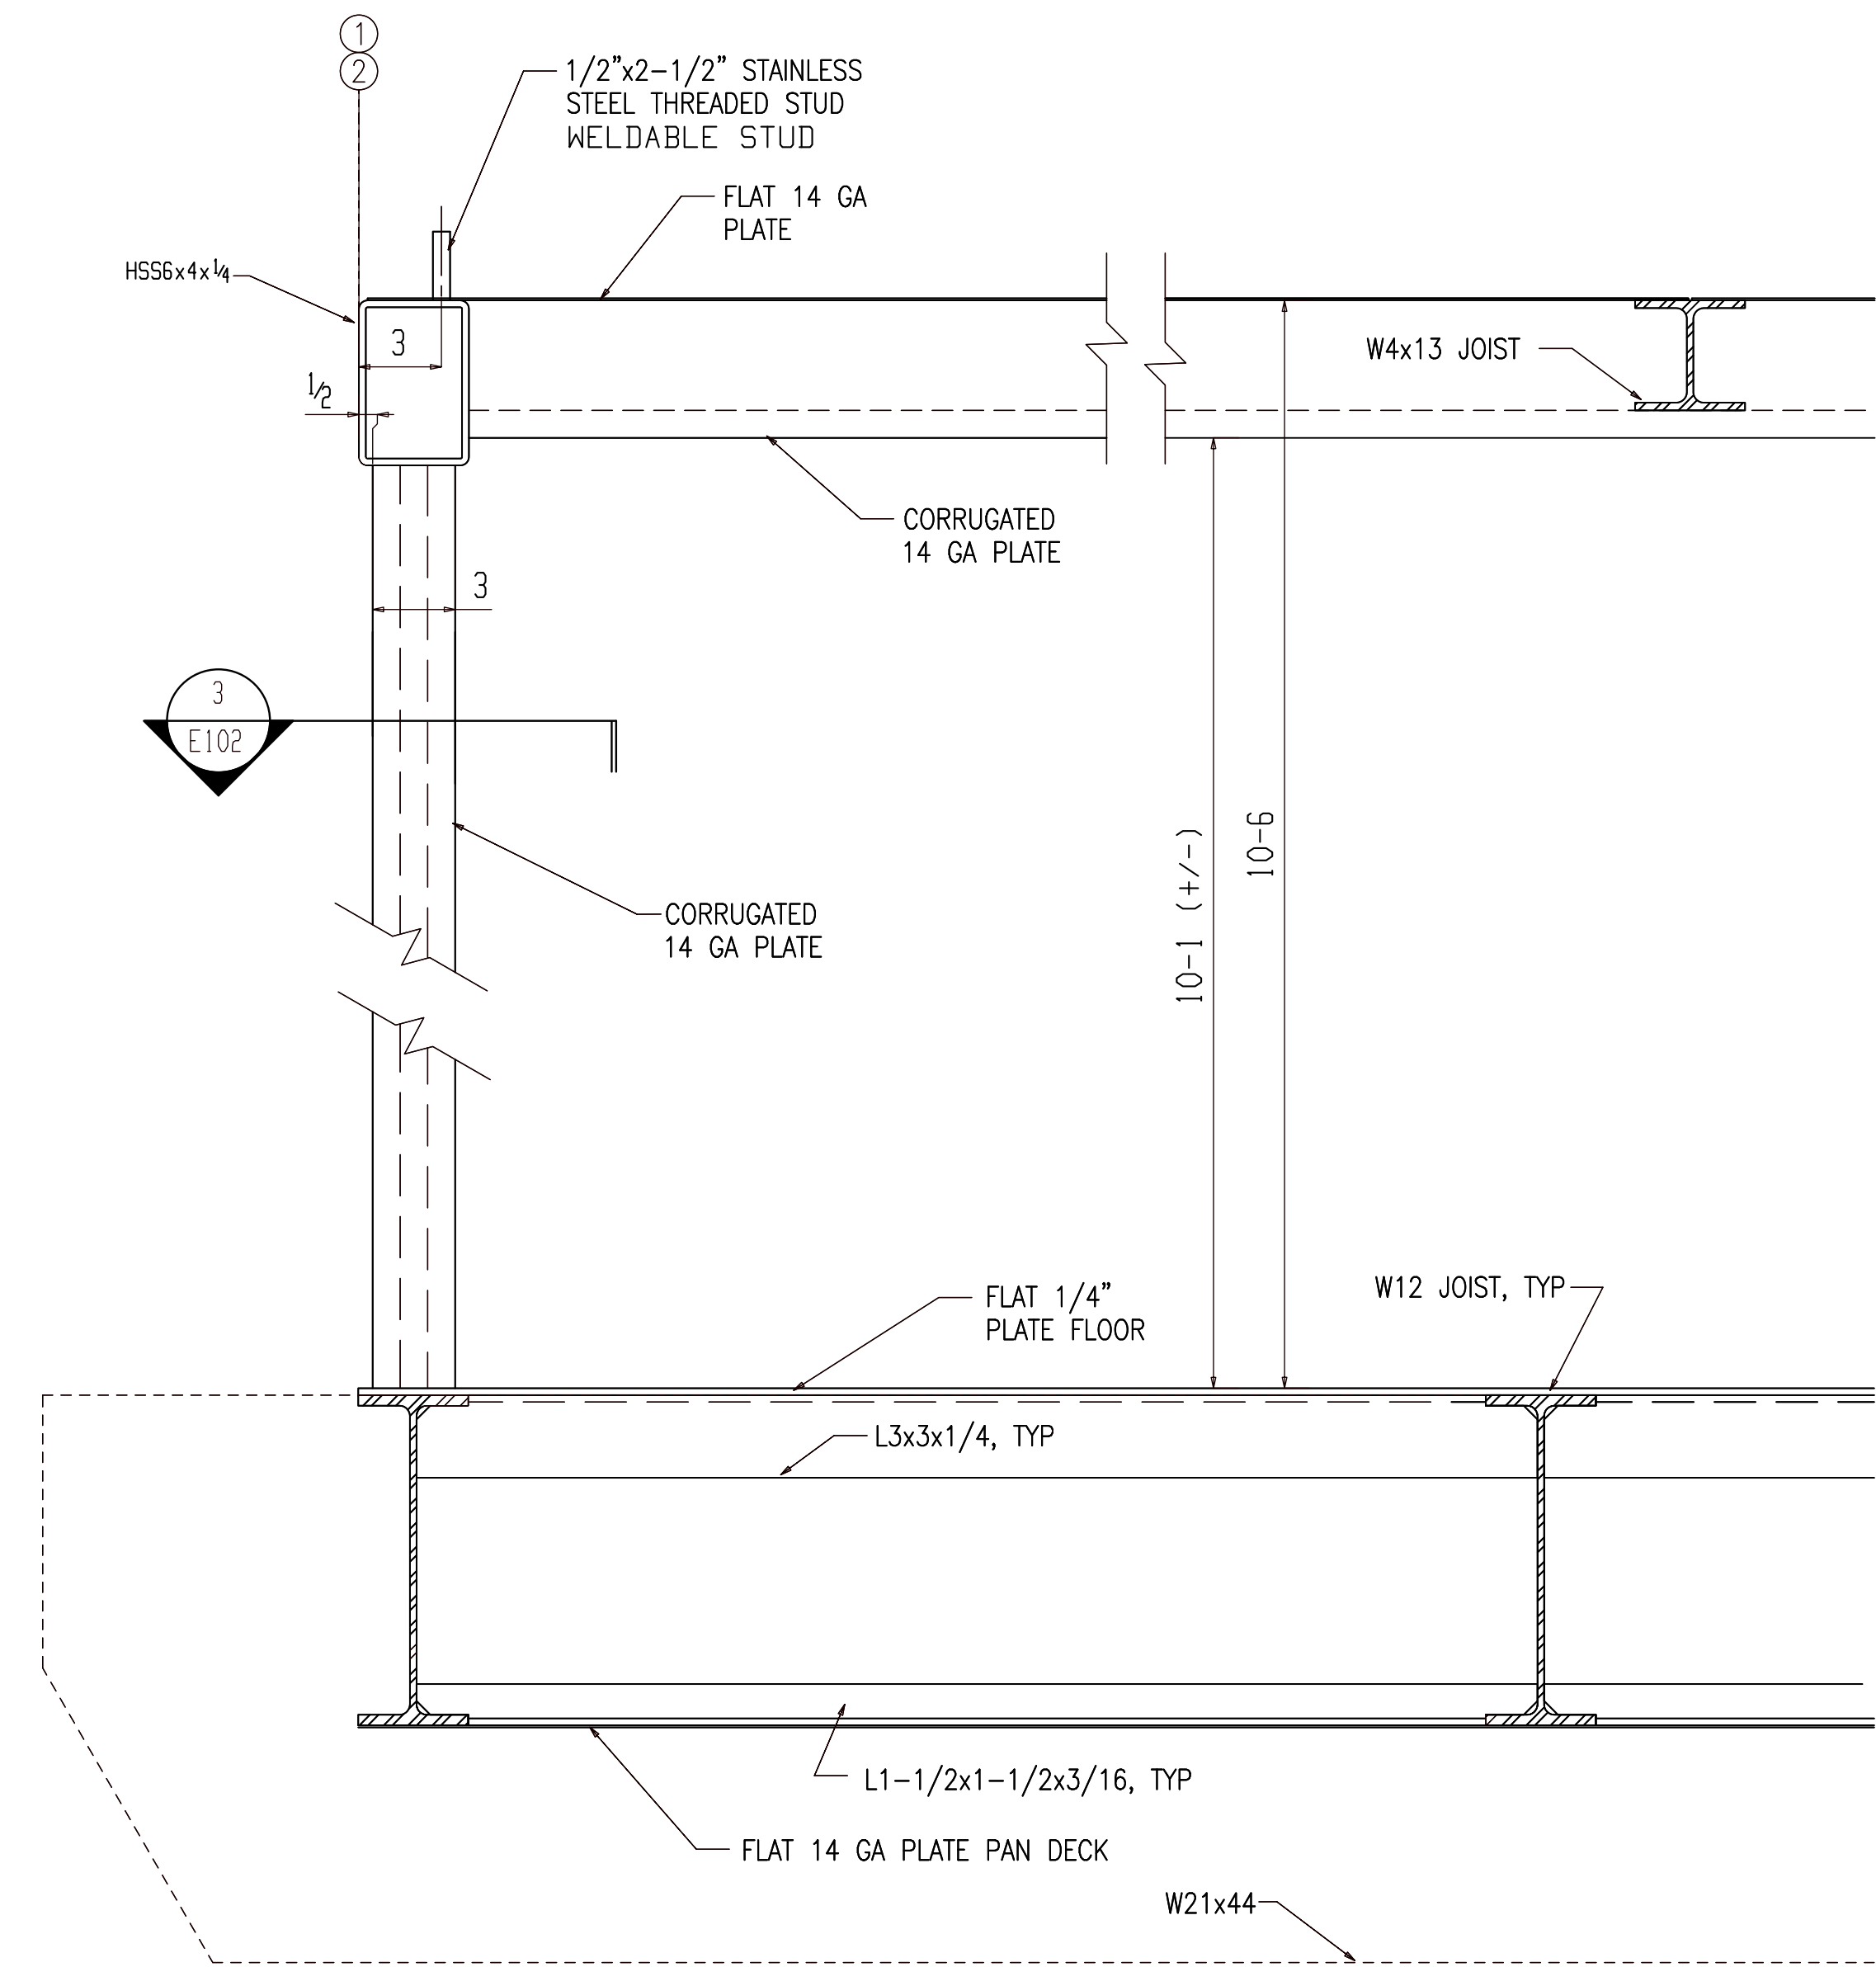 1
2
1/2”x2-1/2” STAINLESS
STEEL THREADED STUD
WELDABLE STUD
FLAT 14 GA
PLATE
HSS6x4x1/4
3
1/2
W4x13 JOIST
CORRUGATED
14 GA PLATE
3
3
E102
10-1 (+/-)
10-6
CORRUGATED
14 GA PLATE
FLAT 1/4”
PLATE FLOOR
W12 JOIST, TYP
L3x3x1/4, TYP
L1-1/2x1-1/2x3/16, TYP
FLAT 14 GA PLATE PAN DECK
W21x44